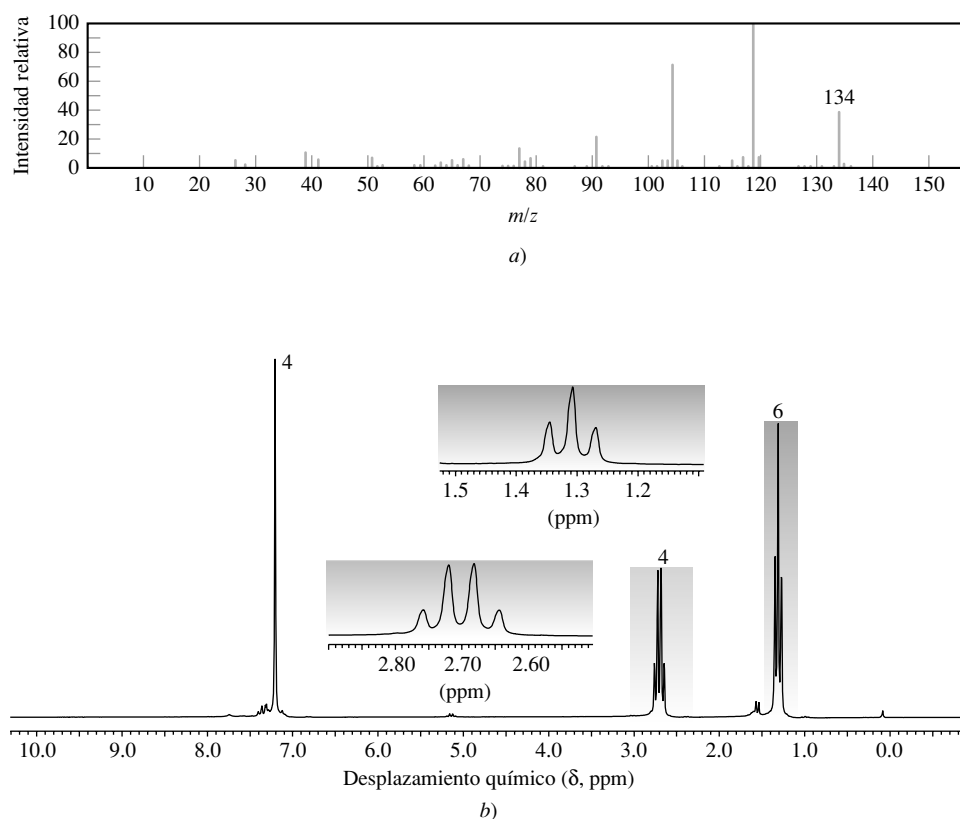 Intensidad relativa
100
80
60
40
20
0
134
10 20 30 40 50 60 70 80 90 100 110 120 130 140 150
m/z
a)
4
6
1.5 1.4 1.3 1.2
(ppm)
4
2.80 2.70 2.60
(ppm)
10.0 9.0 8.0 7.0 6.0 5.0 4.0 3.0 2.0 1.0 0.0
Desplazamiento químico (δ, ppm)
b)